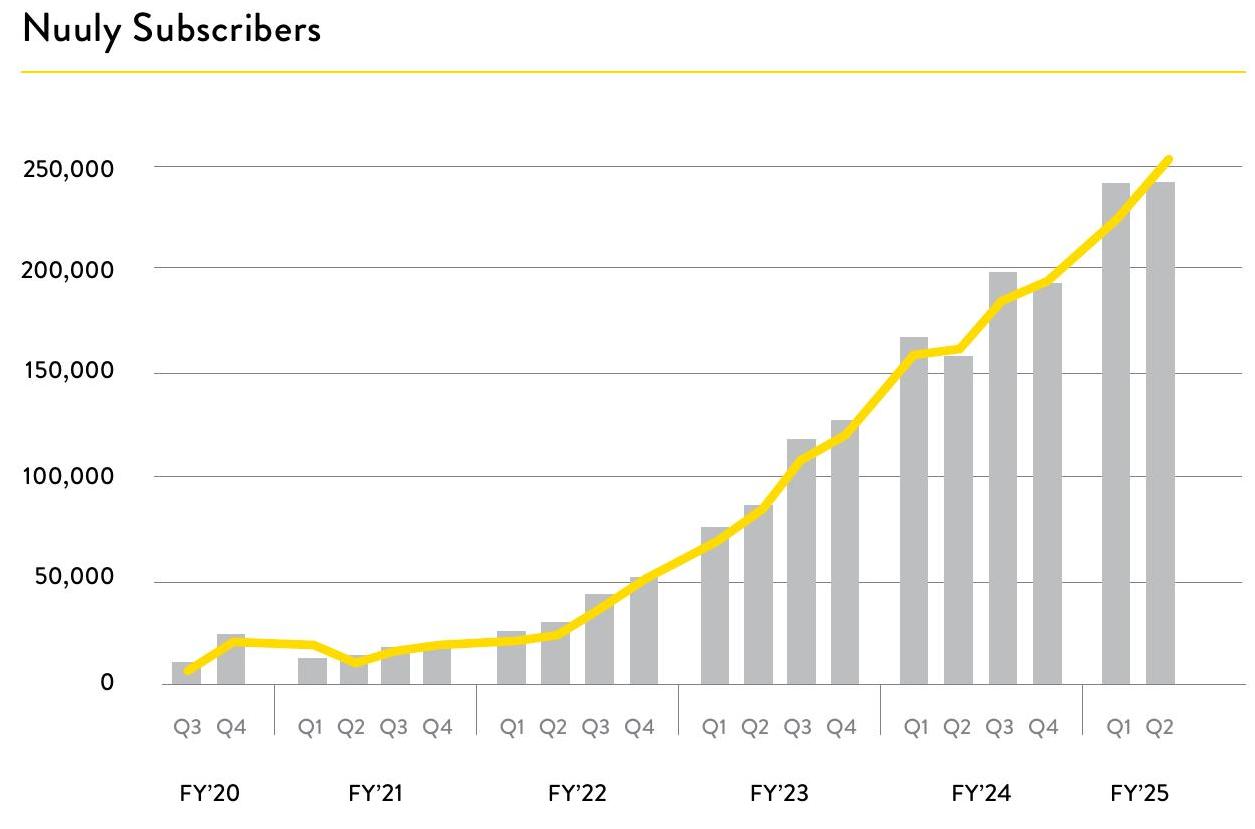 Nuuly Subscribers
250,000
200,000
150,000
100,000
50,000
0
Q3 Q4 Q1 Q2 Q3 Q4 Q1 Q2 Q3 Q4 Q1 Q2 Q3 Q4 Q1 Q2 Q3 Q4 Q1 Q2
FY’20 FY’21 FY’22 FY’23 FY’24 FY’25